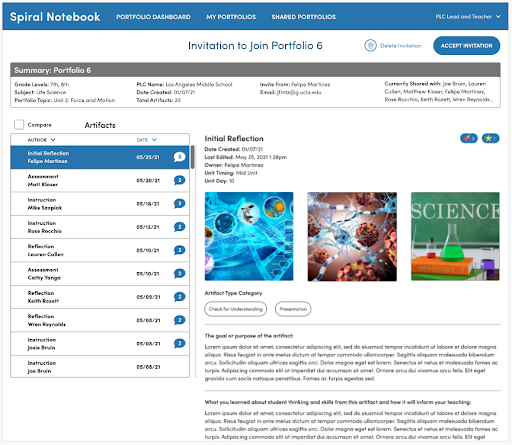 Spiral Notebook
PORTFOLIO DASHBOARD MY PORTFOLIOS SHARED PORTFOLIOS PLC Lead and Teacher
Invitation to Join Portfolio 6
Delete Invitation
ACCEPT INVITATION
Summary: Portfolio 6
Grade Levels: 7th, 8th
Subject: Life Science
Portfolio Topic: Unit 2: Force and Motion
PLC Name: Los Angeles Middle School
Date Created: 01/07/21
Total Artifacts: 20
Invite From: Felipe Martinez
Email: jfrntz@g.ucla.edu
Currently Shared with: Joe Bruin, Lauren
Cullen, Matthew Kloser, Felipe Martinez,
Rose Rocchio, Keith Rozett, Wren Reynolds...
Compare Artifacts
AUTHOR DATE
Initial Reflection
Felipe Martinez 05/25/21 8
Assessment
Matt Kloser 05/20/21 2
Instruction
Mike Szopiak 05/18/21 2
Instruction
Rose Rocchio 05/12/21 2
Reflection
Lauren Cullen 05/10/21 2
Assessment
Cathy Yanga 05/10/21 2
Reflection
Keith Rozett 05/09/21 2
Reflection
Wren Reynolds 05/08/21 2
Instruction
Josie Bruin 05/08/21 2
Instruction
Joe Bruin 05/08/21
Initial Reflection
3 1
Date Created: 01/07/21
Last Edited: May 25, 2021 1:38pm
Owner: Felipe Martinez
Unit Timing: Mid Unit
Unit Day: 10
SCIENCE
CHEMISTRY
Artifact Type Category
Check for Understanding Presentation
The goal or purpose of the artifact:
Lorem ipsum dolor sit amet, consectetur adipiscing elit, sed do eiusmod tempor incididunt ut labore et dolore magna
aliqua. Risus feugiat in ante metus dictum at tempor commodo ullamcorper. Sagittis aliquam malesuada bibendum
arcu. Sollicitudin aliquam ultrices sagittis orci. Dolor magna eget est lorem. Senectus et netus et malesuada fames ac
turpis. Adipiscing commodo elit at imperdiet dui accumsan sit amet. Ornare arcu dui vivamus arcu felis. Elit eget
gravida cum sociis natoque penatibus. Fames ac turpis egestas sed.
What you learned about student thinking and skills from this artifact and how it will inform your teaching:
Lorem ipsum dolor sit amet, consectetur adipiscing elit, sed do eiusmod tempor incididunt ut labore et dolore magna
aliqua. Risus feugiat in ante metus dictum at tempor commodo ullamcorper. Sagittis aliquam malesuada bibendum
arcu. Sollicitudin aliquam ultrices sagittis orci. Dolor magna eget est lorem. Senectus et netus et malesuada fames ac
turpis. Adipiscing commodo elit at imperdiet dui accumsan sit amet. Ornare arcu dui vivamus arcu felis. Elit eget